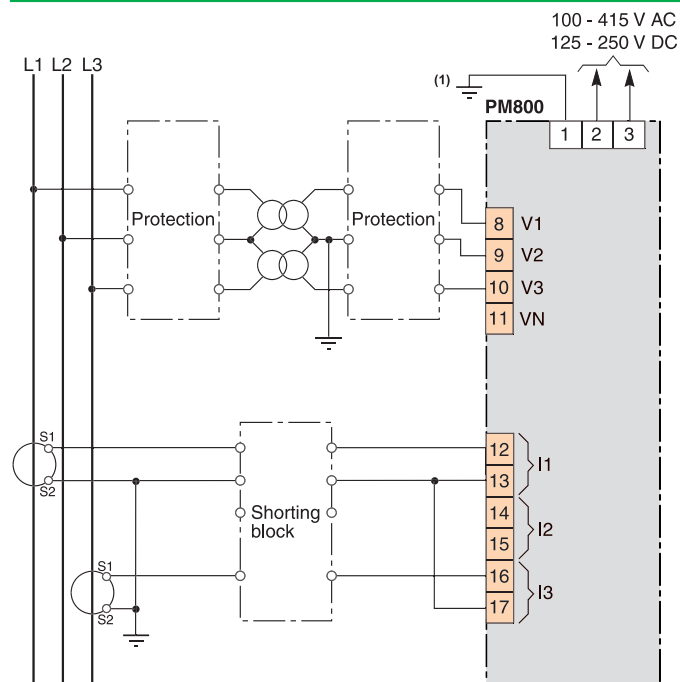 100 - 415 V AC
125 - 250 V DC
L1 L2 L3
(1)
PM800
1 2 3
Protection
Protection
8 V1
9 V2
10 V3
11 VN
S1
S2
12
13
I1
Shorting
block
14
15
I2
S1
S2
16
17
I3